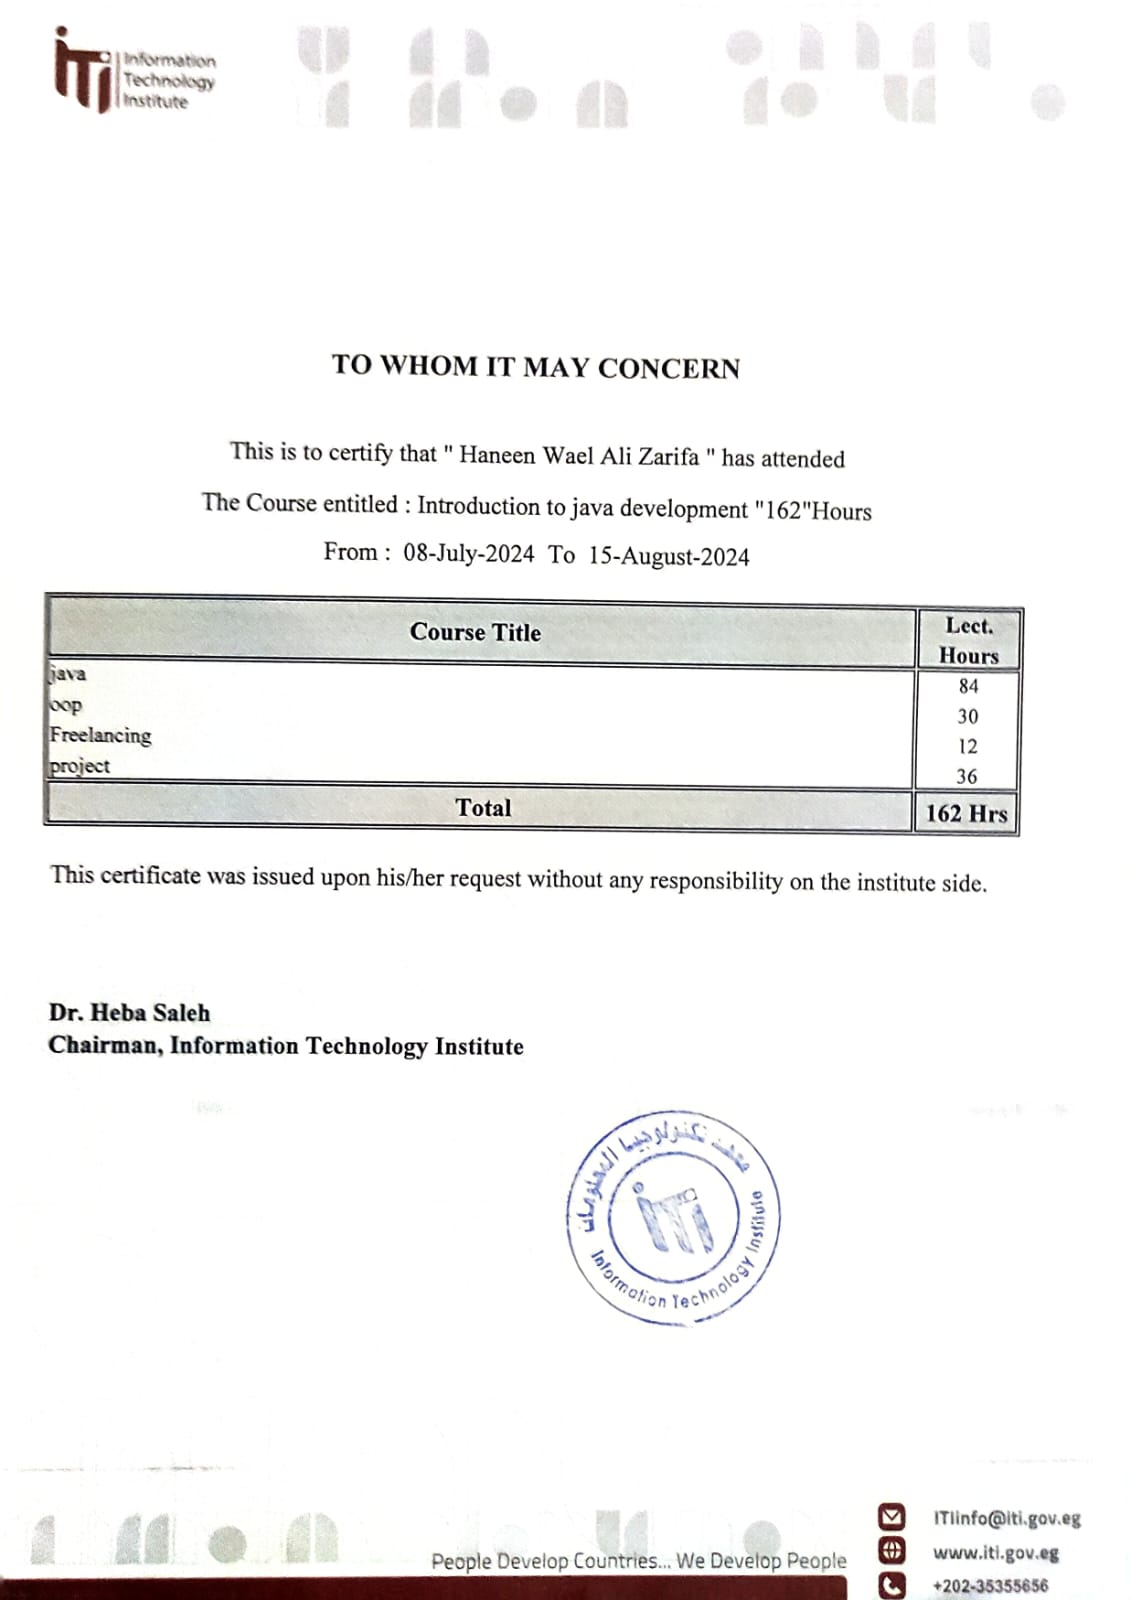 iTi
Information
Technology
Institute
TO WHOM IT MAY CONCERN
This is to certify that " Haneen Wael Ali Zarifa " has attended
The Course entitled : Introduction to java development "162"Hours
From : 08-July-2024 To 15-August-2024
Course Title Lect. Hours
java 84
oop 30
Freelancing 12
project 36
Total 162 Hrs
This certificate was issued upon his/her request without any responsibility on the institute side.
Dr. Heba Saleh
Chairman, Information Technology Institute
معهد تكنولوجيا المعلومات
iTi
Information Technology Institute
People Develop Countries... We Develop People
ITIinfo@iti.gov.eg
www.iti.gov.eg
+202-35355656